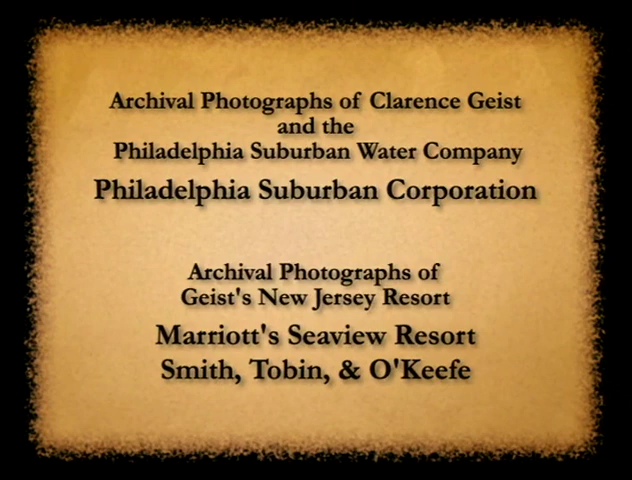 Archival Photographs of Clarence Geist
and the
Philadelphia Suburban Water Company
Philadelphia Suburban Corporation
Archival Photographs of
Geist's New Jersey Resort
Marriott's Seaview Resort
Smith, Tobin, & O'Keefe